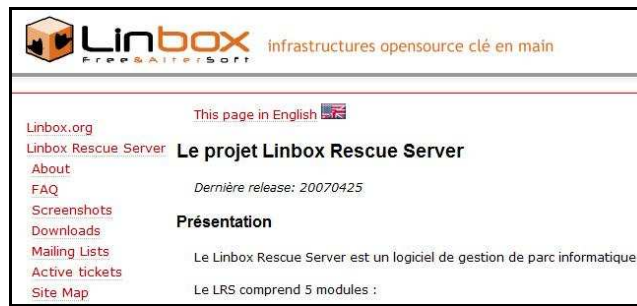 Linbox
Free & AlterSoft
infrastructures opensource clé en main
This page in English
Linbox.org
Linbox Rescue Server
About
FAQ
Screenshots
Downloads
Mailing Lists
Active tickets
Site Map
Le projet Linbox Rescue Server
Dernière release: 20070425
Présentation
Le Linbox Rescue Server est un logiciel de gestion de parc informatique
Le LRS comprend 5 modules :